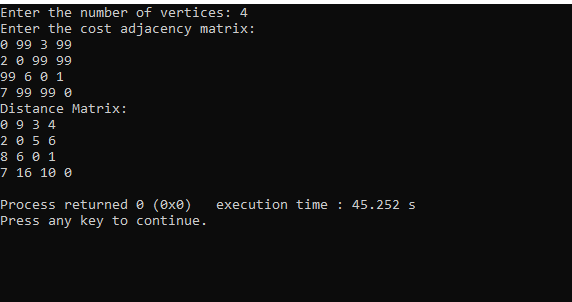 Enter the number of vertices: 4
Enter the cost adjacency matrix:
0 99 3 99
2 0 99 99
99 6 0 1
7 99 99 0
Distance Matrix:
0 9 3 4
2 0 5 6
8 6 0 1
7 16 10 0
Process returned 0 (0x0)   execution time : 45.252 s
Press any key to continue.